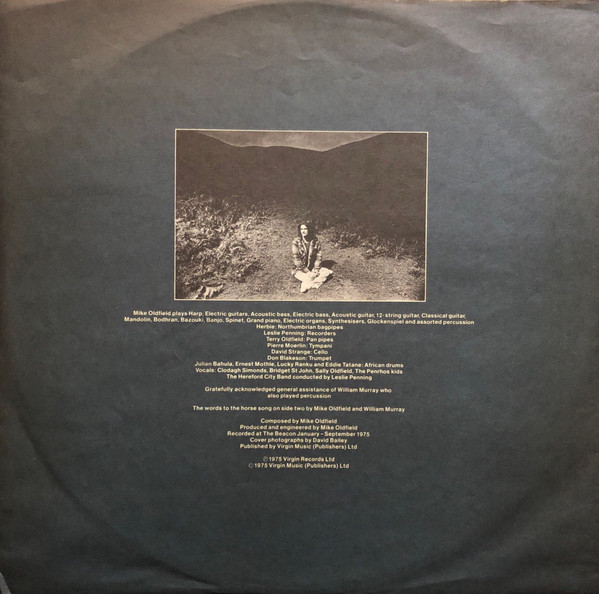 Mike Oldfield plays Harp, Electric guitars, Acoustic bass, Electric bass, Acoustic guitar, 12-string guitar, Classical guitar,
Mandolin, Bodhran, Bazouki, Banjo, Spinet, Grand piano, Electric organs, Synthesisers, Glockenspiel and assorted percussion
Herbie: Northumbrian bagpipes
Leslie Penning: Recorders
Terry Oldfield: Pan pipes
Pierre Moerlin: Tympani
David Strange: Cello
Don Blakeson: Trumpet
Julian Bahula, Ernest Mothle, Lucky Ranku and Eddie Tatane: African drums
Vocals: Clodagh Simonds, Bridget St John, Sally Oldfield, The Penrhos kids
The Hereford City Band conducted by Leslie Penning
Gratefully acknowledged general assistance of William Murray who
also played percussion
The words to the horse song on side two by Mike Oldfield and William Murray
Composed by Mike Oldfield
Produced and engineered by Mike Oldfield
Recorded at The Beacon January - September 1975
Cover photographs by David Bailey
Published by Virgin Music (Publishers) Ltd
℗ 1975 Virgin Records Ltd
© 1975 Virgin Music (Publishers) Ltd